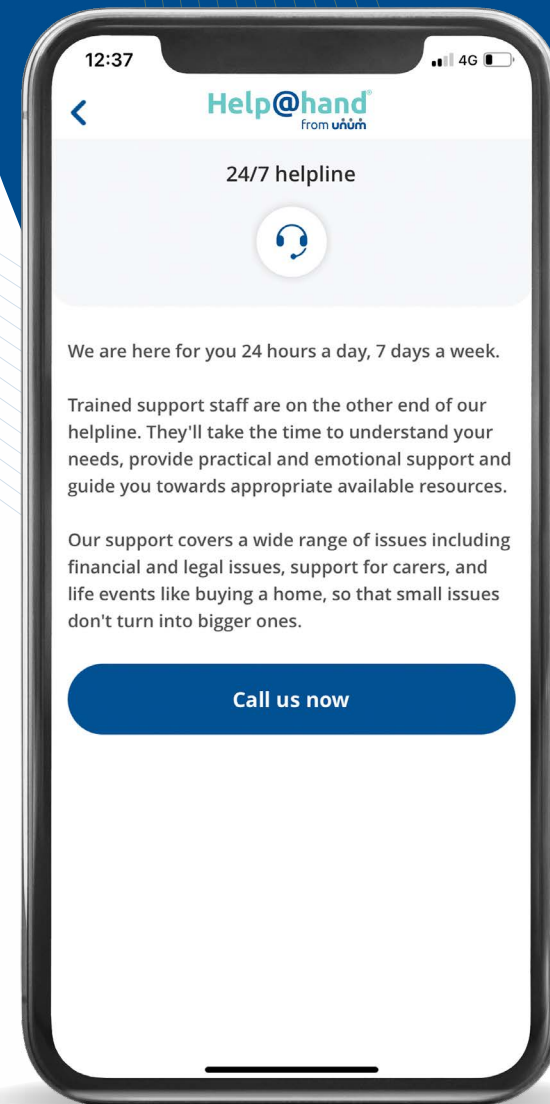 12:37
4G
Help@hand®
from unum
24/7 helpline
We are here for you 24 hours a day, 7 days a week.
Trained support staff are on the other end of our
helpline. They'll take the time to understand your
needs, provide practical and emotional support and
guide you towards appropriate available resources.
Our support covers a wide range of issues including
financial and legal issues, support for carers, and
life events like buying a home, so that small issues
don't turn into bigger ones.
Call us now